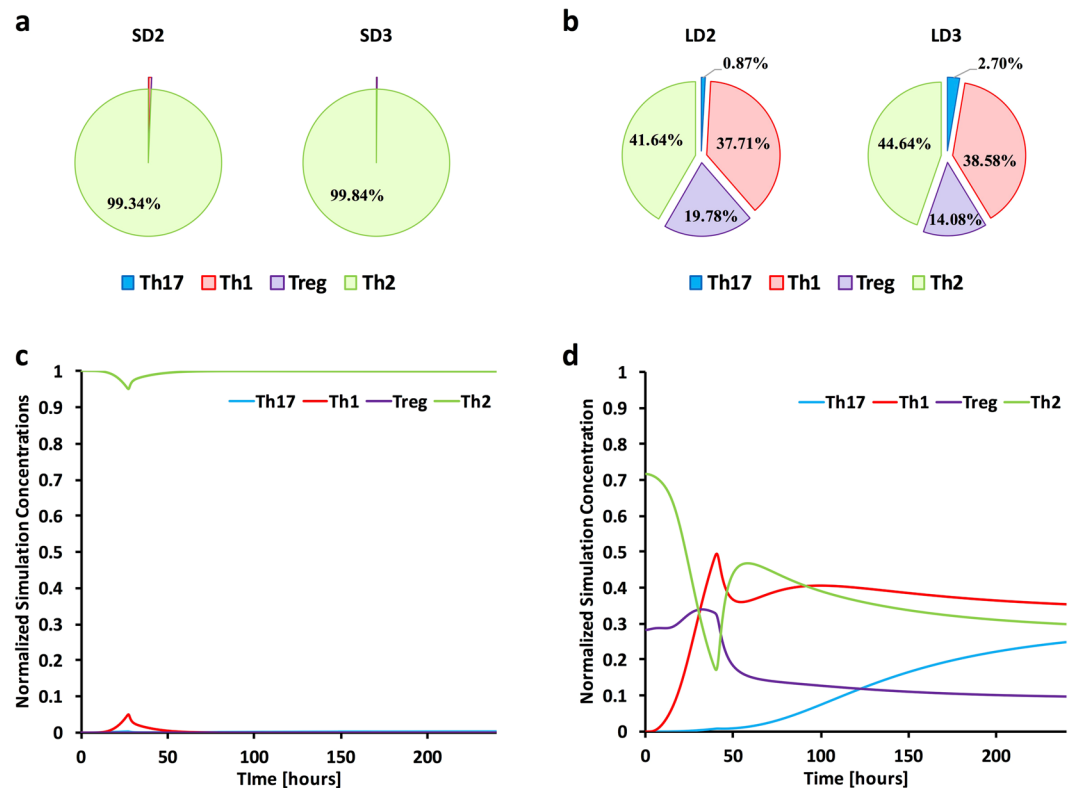 a
SD2
SD3
99.34%
99.84%
Th17 Th1 Treg Th2
b
LD2
LD3
0.87%
2.70%
41.64%
37.71%
19.78%
44.64%
38.58%
14.08%
Th17 Th1 Treg Th2
c
Normalized Simulation Concentrations
1
0.9
0.8
0.7
0.6
0.5
0.4
0.3
0.2
0.1
0
Th17 Th1 Treg Th2
0 50 100 150 200
TIme [hours]
d
Normalized Simulation Concentration
1
0.9
0.8
0.7
0.6
0.5
0.4
0.3
0.2
0.1
0
Th17 Th1 Treg Th2
0 50 100 150 200
Time [hours]